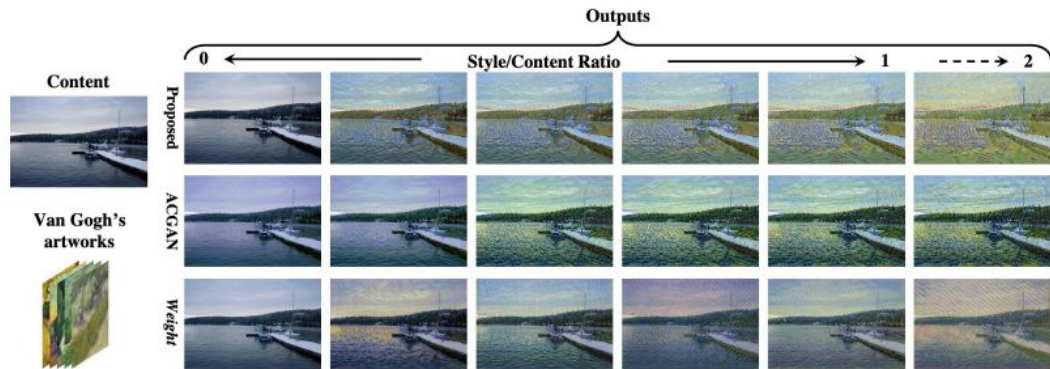 Outputs
0 Style/Content Ratio 1 2
Content
Proposed
ACGAN
Van Gogh's
artworks
Weight